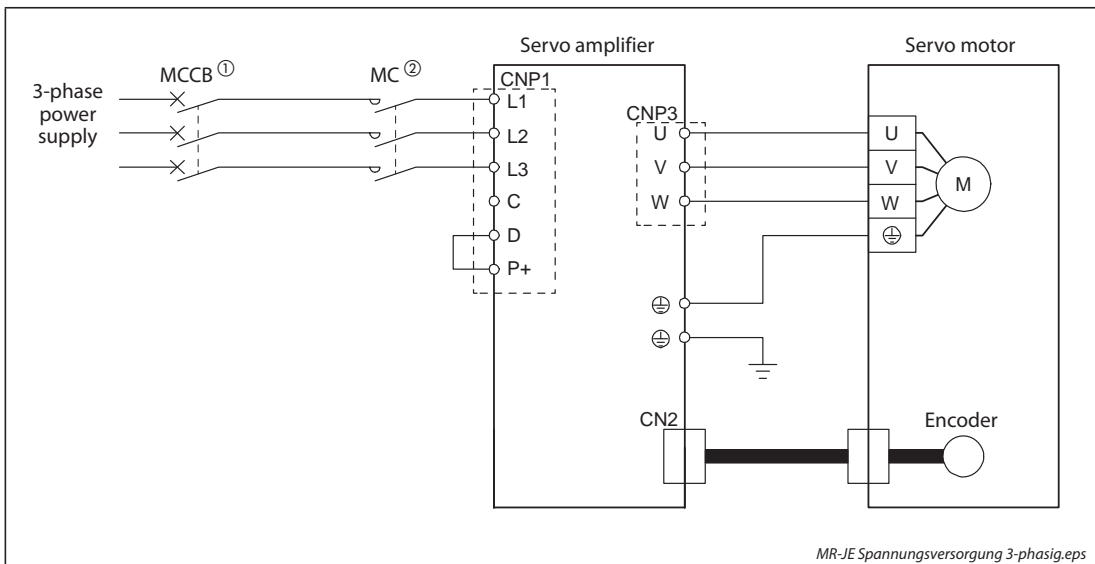 Servo amplifier
Servo motor
3-phase
power
supply
MCCB ①
MC ②
CNP1
L1
L2
L3
C
D
P+
CNP3
U
V
W
U
V
W
M
CN2
Encoder
MR-JE Spannungsversorgung 3-phasig.eps